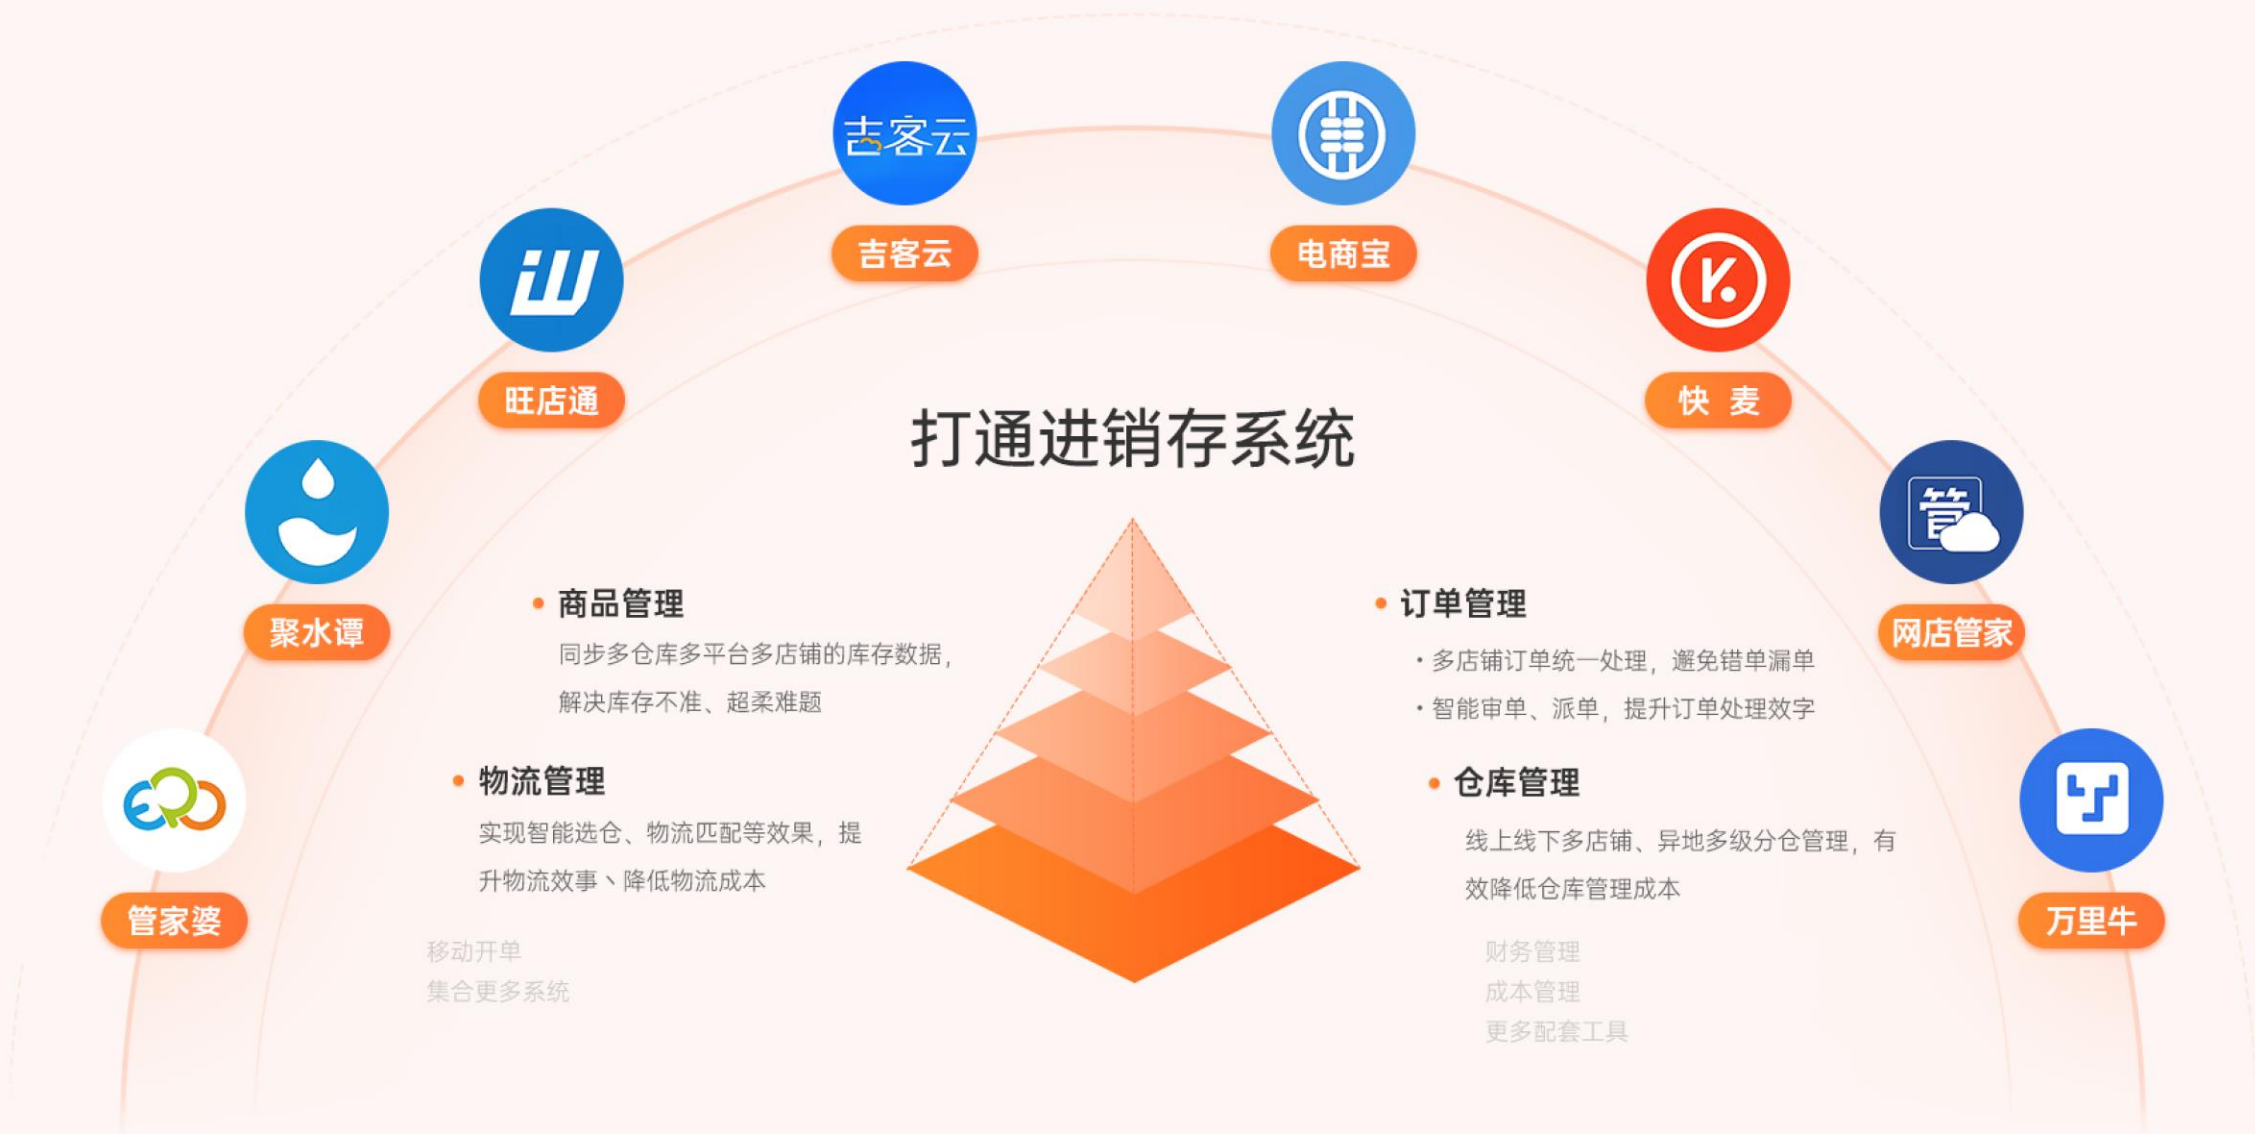 吉客云
吉客云
电商宝
旺店通
快 麦
聚水谭
管
网店管家
管家婆
万里牛
打通进销存系统
商品管理
同步多仓库多平台多店铺的库存数据，
解决库存不准、超柔难题
物流管理
实现智能选仓、物流匹配等效果，提
升物流效事丶降低物流成本
移动开单
集合更多系统
订单管理
·多店铺订单统一处理，邂免错单漏单
·智能审单、派单，提升订单处理效字
仓库管理
线上线下多店铺、异地多级分仓管理，有
效降低仓库管理成本
财务管理
成本管理
更多配套工具